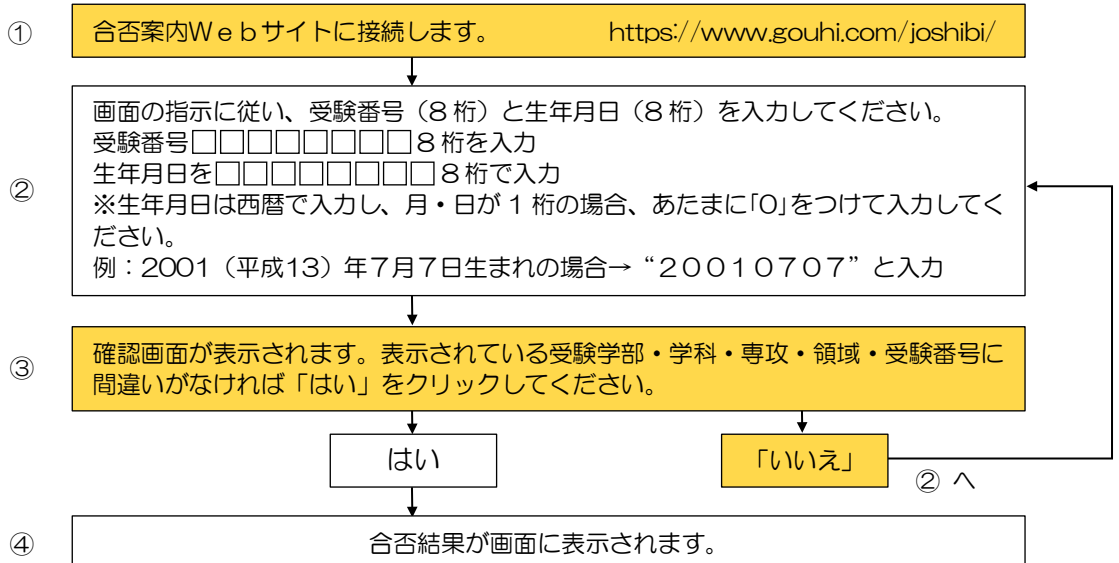 ① 合否案内Ｗｅｂサイトに接続します。 https://www.gouhi.com/joshibi/
画面の指示に従い、受験番号（８桁）と生年月日（８桁）を入力してください。
受験番号□□□□□□□□８桁を入力
生年月日を□□□□□□□□８桁で入力
② ※生年月日は西暦で入力し、月・日が１桁の場合、あたまに「０」をつけて入力してく
ださい。
例：２００１（平成13）年７月７日生まれの場合→“２００１０７０７”と入力
確認画面が表示されます。表示されている受験学部・学科・専攻・領域・受験番号に
③ 間違いがなければ「はい」をクリックしてください。
はい 「いいえ」
② へ
④ 合否結果が画面に表示されます。